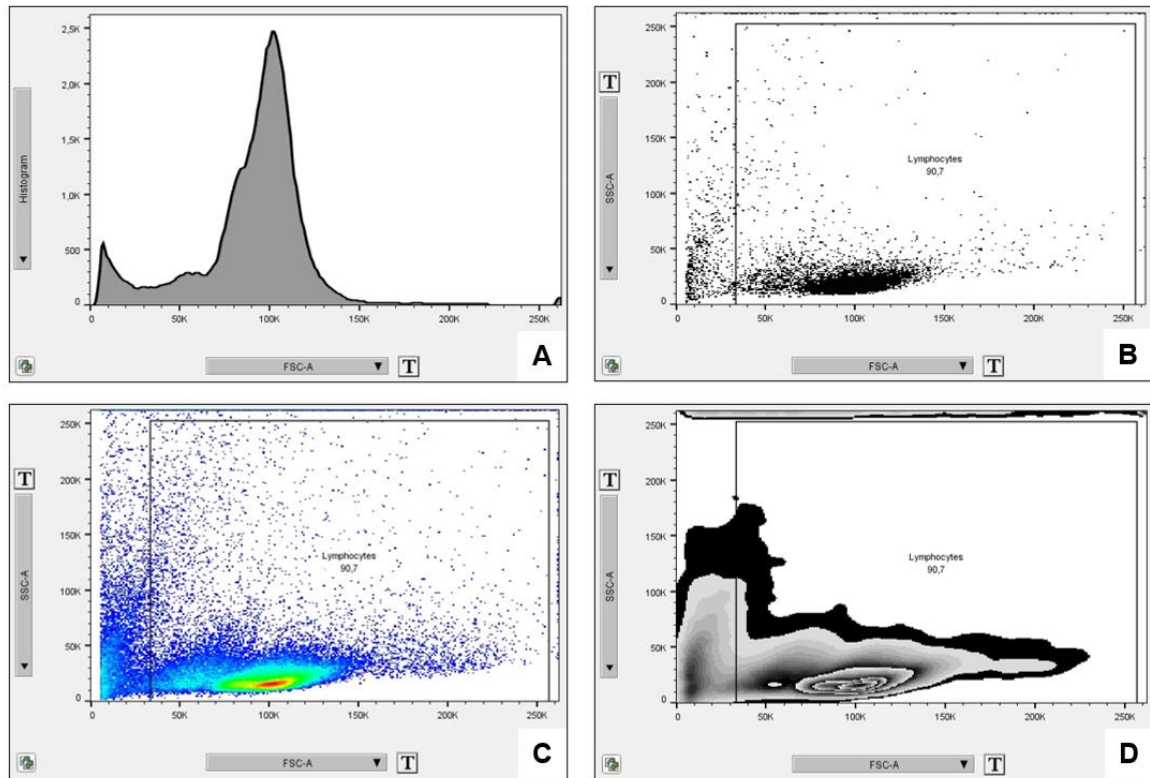 2,5K
2,0K
1,5K
1,0K
500
0
Histogram
0 50K 100K 150K 200K 250K
FSC-A
T
A
250K
200K
150K
100K
50K
0
T
SSC-A
Lymphocytes
90,7
0 50K 100K 150K 200K 250K
FSC-A
T
B
250K
200K
150K
100K
50K
0
T
SSC-A
Lymphocytes
90,7
0 50K 100K 150K 200K 250K
FSC-A
T
C
250K
200K
150K
100K
50K
0
T
SSC-A
Lymphocytes
90,7
0 50K 100K 150K 200K 250K
FSC-A
T
D